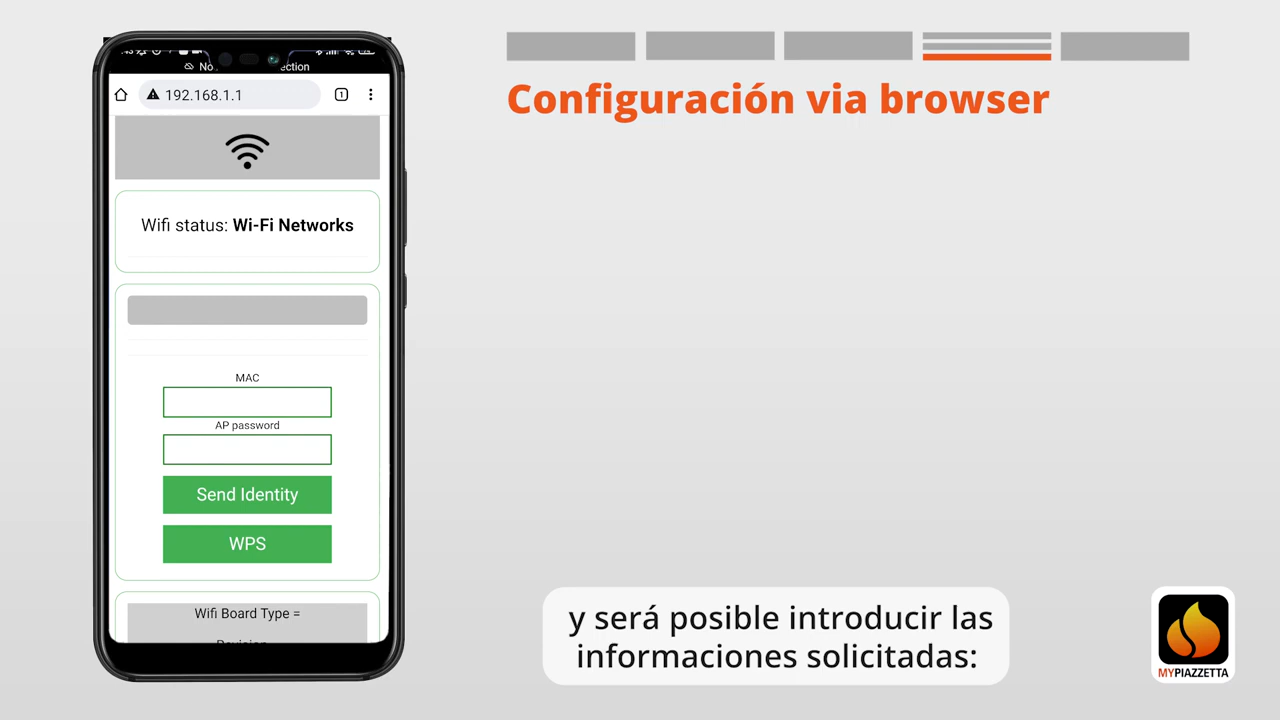 192.168.1.1
1
Wifi status: Wi-Fi Networks
MAC
AP password
Send Identity
WPS
Wifi Board Type =
Configuración via browser
y será posible introducir las
informaciones solicitadas:
MYPIAZZETTA